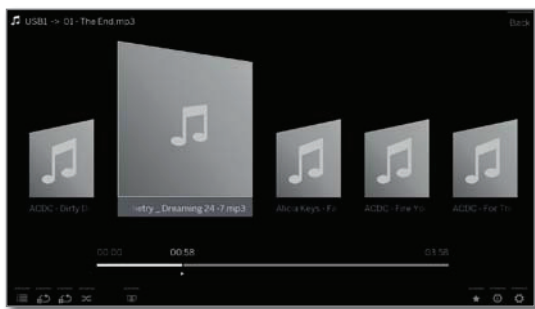 USB1 -> 01 - The End.mp3
Back
ACDC - Dirty D
etry _ Dreaming 24 -7.mp3
Alicia Keys - Fa
ACDC - Fire Yo
ACDC - For Th
00:00
00:58
03:58